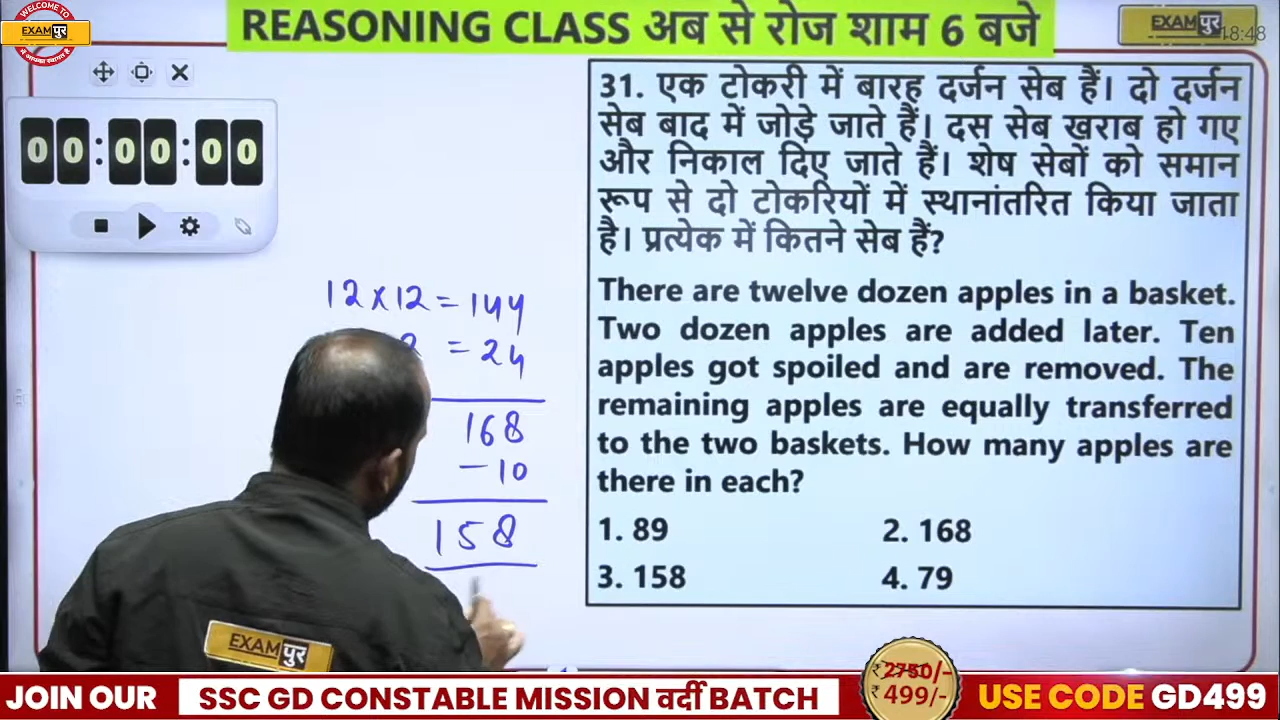 WELCOME TO
EXAMपुर
REASONING CLASS अब से रोज शाम 6 बजे
EXAMपुर
18:48
00:00:00
31. एक टोकरी में बारह दर्जन सेब हैं। दो दर्जन
सेब बाद में जोड़े जाते हैं। दस सेब खराब हो गए
और निकाल दिए जाते हैं। शेष सेबों को समान
रूप से दो टोकरियों में स्थानांतरित किया जाता
है। प्रत्येक में कितने सेब हैं?
There are twelve dozen apples in a basket.
Two dozen apples are added later. Ten
apples got spoiled and are removed. The
remaining apples are equally transferred
to the two baskets. How many apples are
there in each?
1. 89 2. 168
3. 158 4. 79
12×12 = 144
= 24
168
-10
158
EXAMपुर
JOIN OUR SSC GD CONSTABLE MISSION वर्दी BATCH ₹2750/- ₹499/- USE CODE GD499